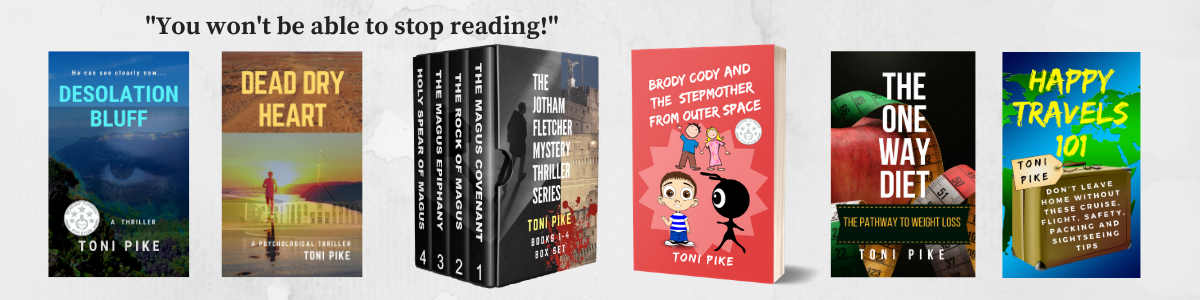 "You won't be able to stop reading!"
He can see clearly now...
DESOLATION
BLUFF
A THRILLER
TONI PIKE
DEAD DRY
HEART
A PSYCHOLOGICAL THRILLER
TONI PIKE
HOLY SPEAR OF MAGUS
4
THE MAGUS EPIPHANY
3
THE ROCK OF MAGUS
2
THE MAGUS COVENANT
1
THE
JOTHAM
FLETCHER
MYSTERY
THRILLER
SERIES
TONI PIKE
BOOKS 1-4
BOX SET
BRODY CODY AND
THE STEPMOTHER
FROM OUTER SPACE
TONI PIKE
THE
ONE
WAY
DIET
THE PATHWAY TO WEIGHT LOSS
TONI PIKE
HAPPY
TRAVELS
101
TONI
PIKE
DON'T LEAVE
HOME WITHOUT
THESE CRUISE,
FLIGHT, SAFETY,
PACKING AND
SIGHTSEEING
TIPS